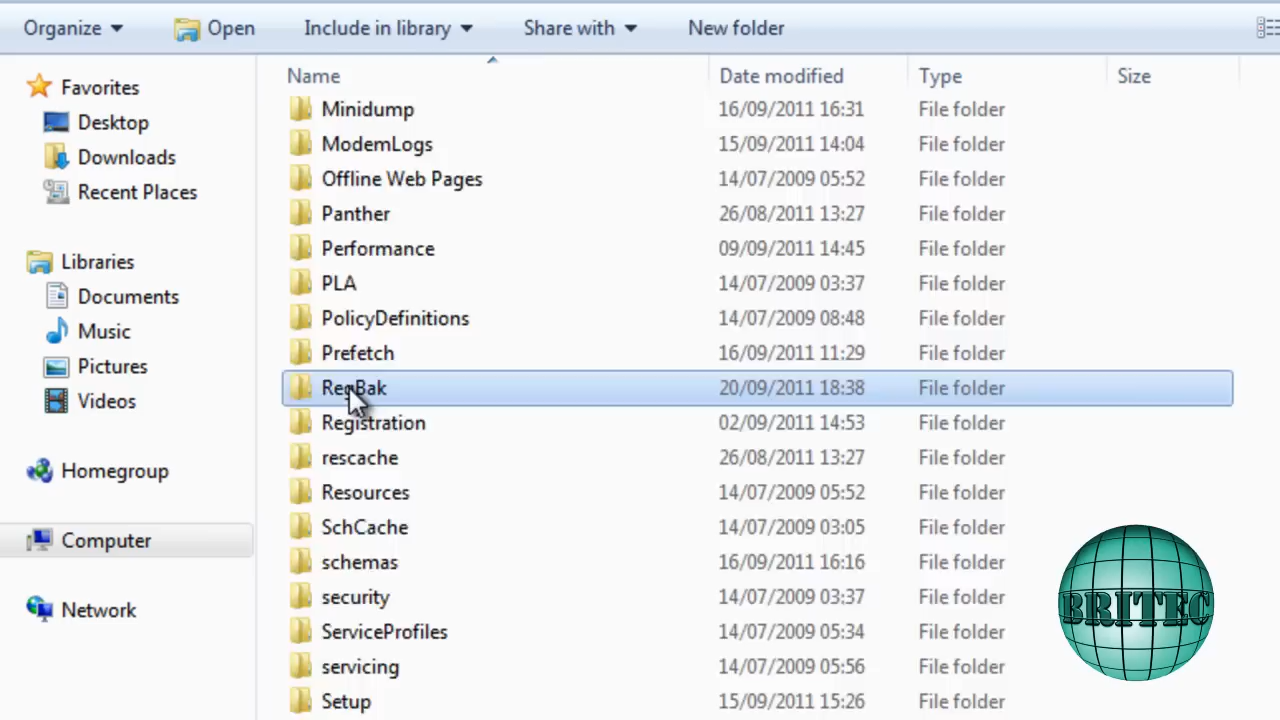 Organize Open Include in library Share with New folder
Name Date modified Type Size
Favorites
Desktop
Downloads
Recent Places
Libraries
Documents
Music
Pictures
Videos
Homegroup
Computer
Network
Minidump 16/09/2011 16:31 File folder
ModemLogs 15/09/2011 14:04 File folder
Offline Web Pages 14/07/2009 05:52 File folder
Panther 26/08/2011 13:27 File folder
Performance 09/09/2011 14:45 File folder
PLA 14/07/2009 03:37 File folder
PolicyDefinitions 14/07/2009 08:48 File folder
Prefetch 16/09/2011 11:29 File folder
RegBak 20/09/2011 18:38 File folder
Registration 02/09/2011 14:53 File folder
rescache 26/08/2011 13:27 File folder
Resources 14/07/2009 05:52 File folder
SchCache 14/07/2009 03:05 File folder
schemas 16/09/2011 16:16 File folder
security 14/07/2009 03:37 File folder
ServiceProfiles 14/07/2009 05:34 File folder
servicing 14/07/2009 05:56 File folder
Setup 15/09/2011 15:26 File folder
BRITEC